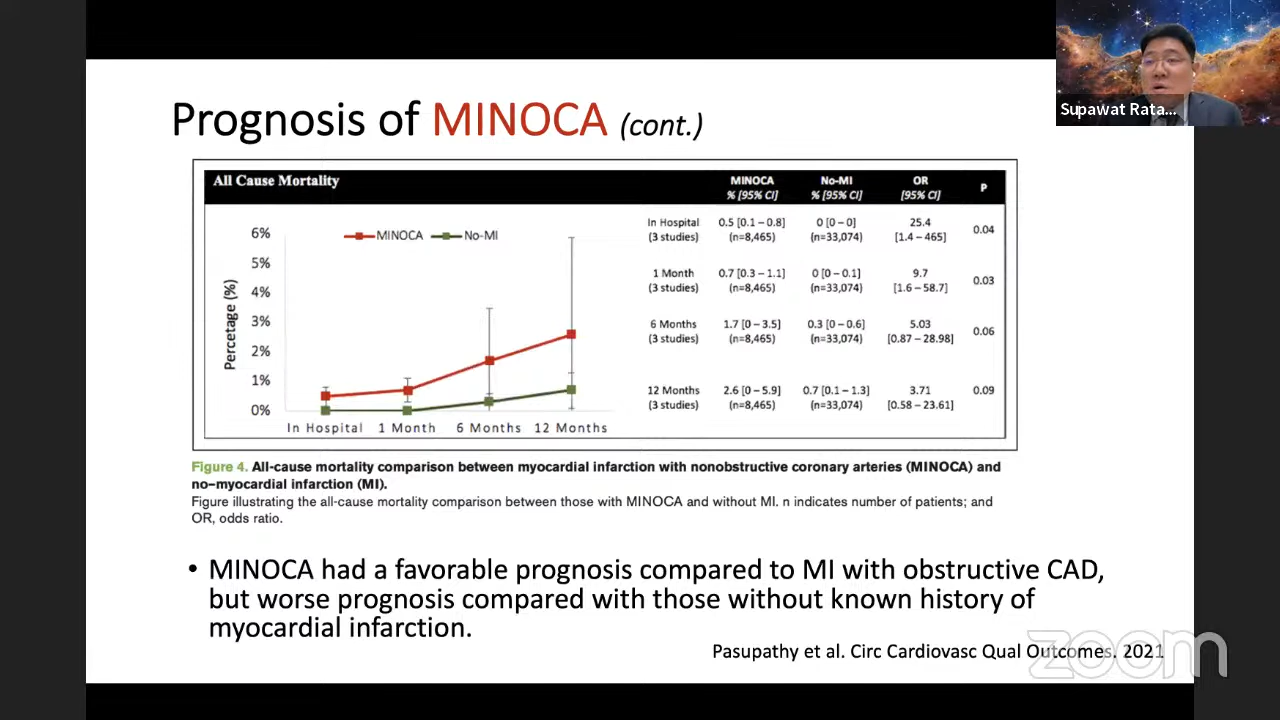 Supawat Rata...
Prognosis of MINOCA (cont.)
All Cause Mortality
MINOCA
% [95% CI]
No-MI
% [95% CI]
OR
[95% CI]
P
Percetage (%)
6%
5%
4%
3%
2%
1%
0%
MINOCA
No-MI
In Hospital
1 Month
6 Months
12 Months
In Hospital
(3 studies)
0.5 [0.1 – 0.8]
(n=8,465)
0 [0 – 0]
(n=33,074)
25.4
[1.4 – 465]
0.04
1 Month
(3 studies)
0.7 [0.3 – 1.1]
(n=8,465)
0 [0 – 0.1]
(n=33,074)
9.7
[1.6 – 58.7]
0.03
6 Months
(3 studies)
1.7 [0 – 3.5]
(n=8,465)
0.3 [0 – 0.6]
(n=33,074)
5.03
[0.87 – 28.98]
0.06
12 Months
(3 studies)
2.6 [0 – 5.9]
(n=8,465)
0.7 [0.1 – 1.3]
(n=33,074)
3.71
[0.58 – 23.61]
0.09
Figure 4. All-cause mortality comparison between myocardial infarction with nonobstructive coronary arteries (MINOCA) and
no–myocardial infarction (MI).
Figure illustrating the all-cause mortality comparison between those with MINOCA and without MI. n indicates number of patients; and
OR, odds ratio.
• MINOCA had a favorable prognosis compared to MI with obstructive CAD,
but worse prognosis compared with those without known history of
myocardial infarction.
Pasupathy et al. Circ Cardiovasc Qual Outcomes. 2021
zoom